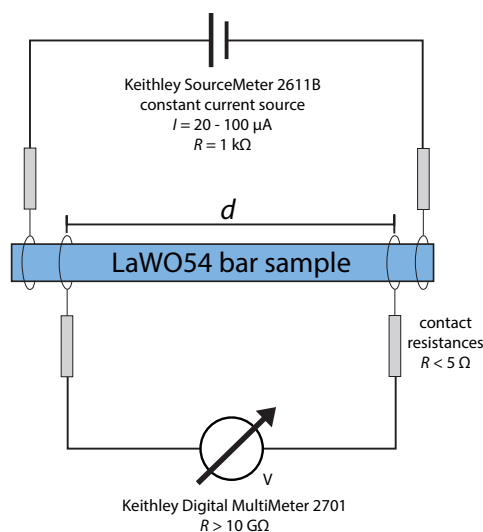 Keithley SourceMeter 2611B
constant current source
I = 20 - 100 µA
R = 1 kΩ
d
LaWO54 bar sample
contact
resistances
R < 5 Ω
V
Keithley Digital MultiMeter 2701
R > 10 GΩ